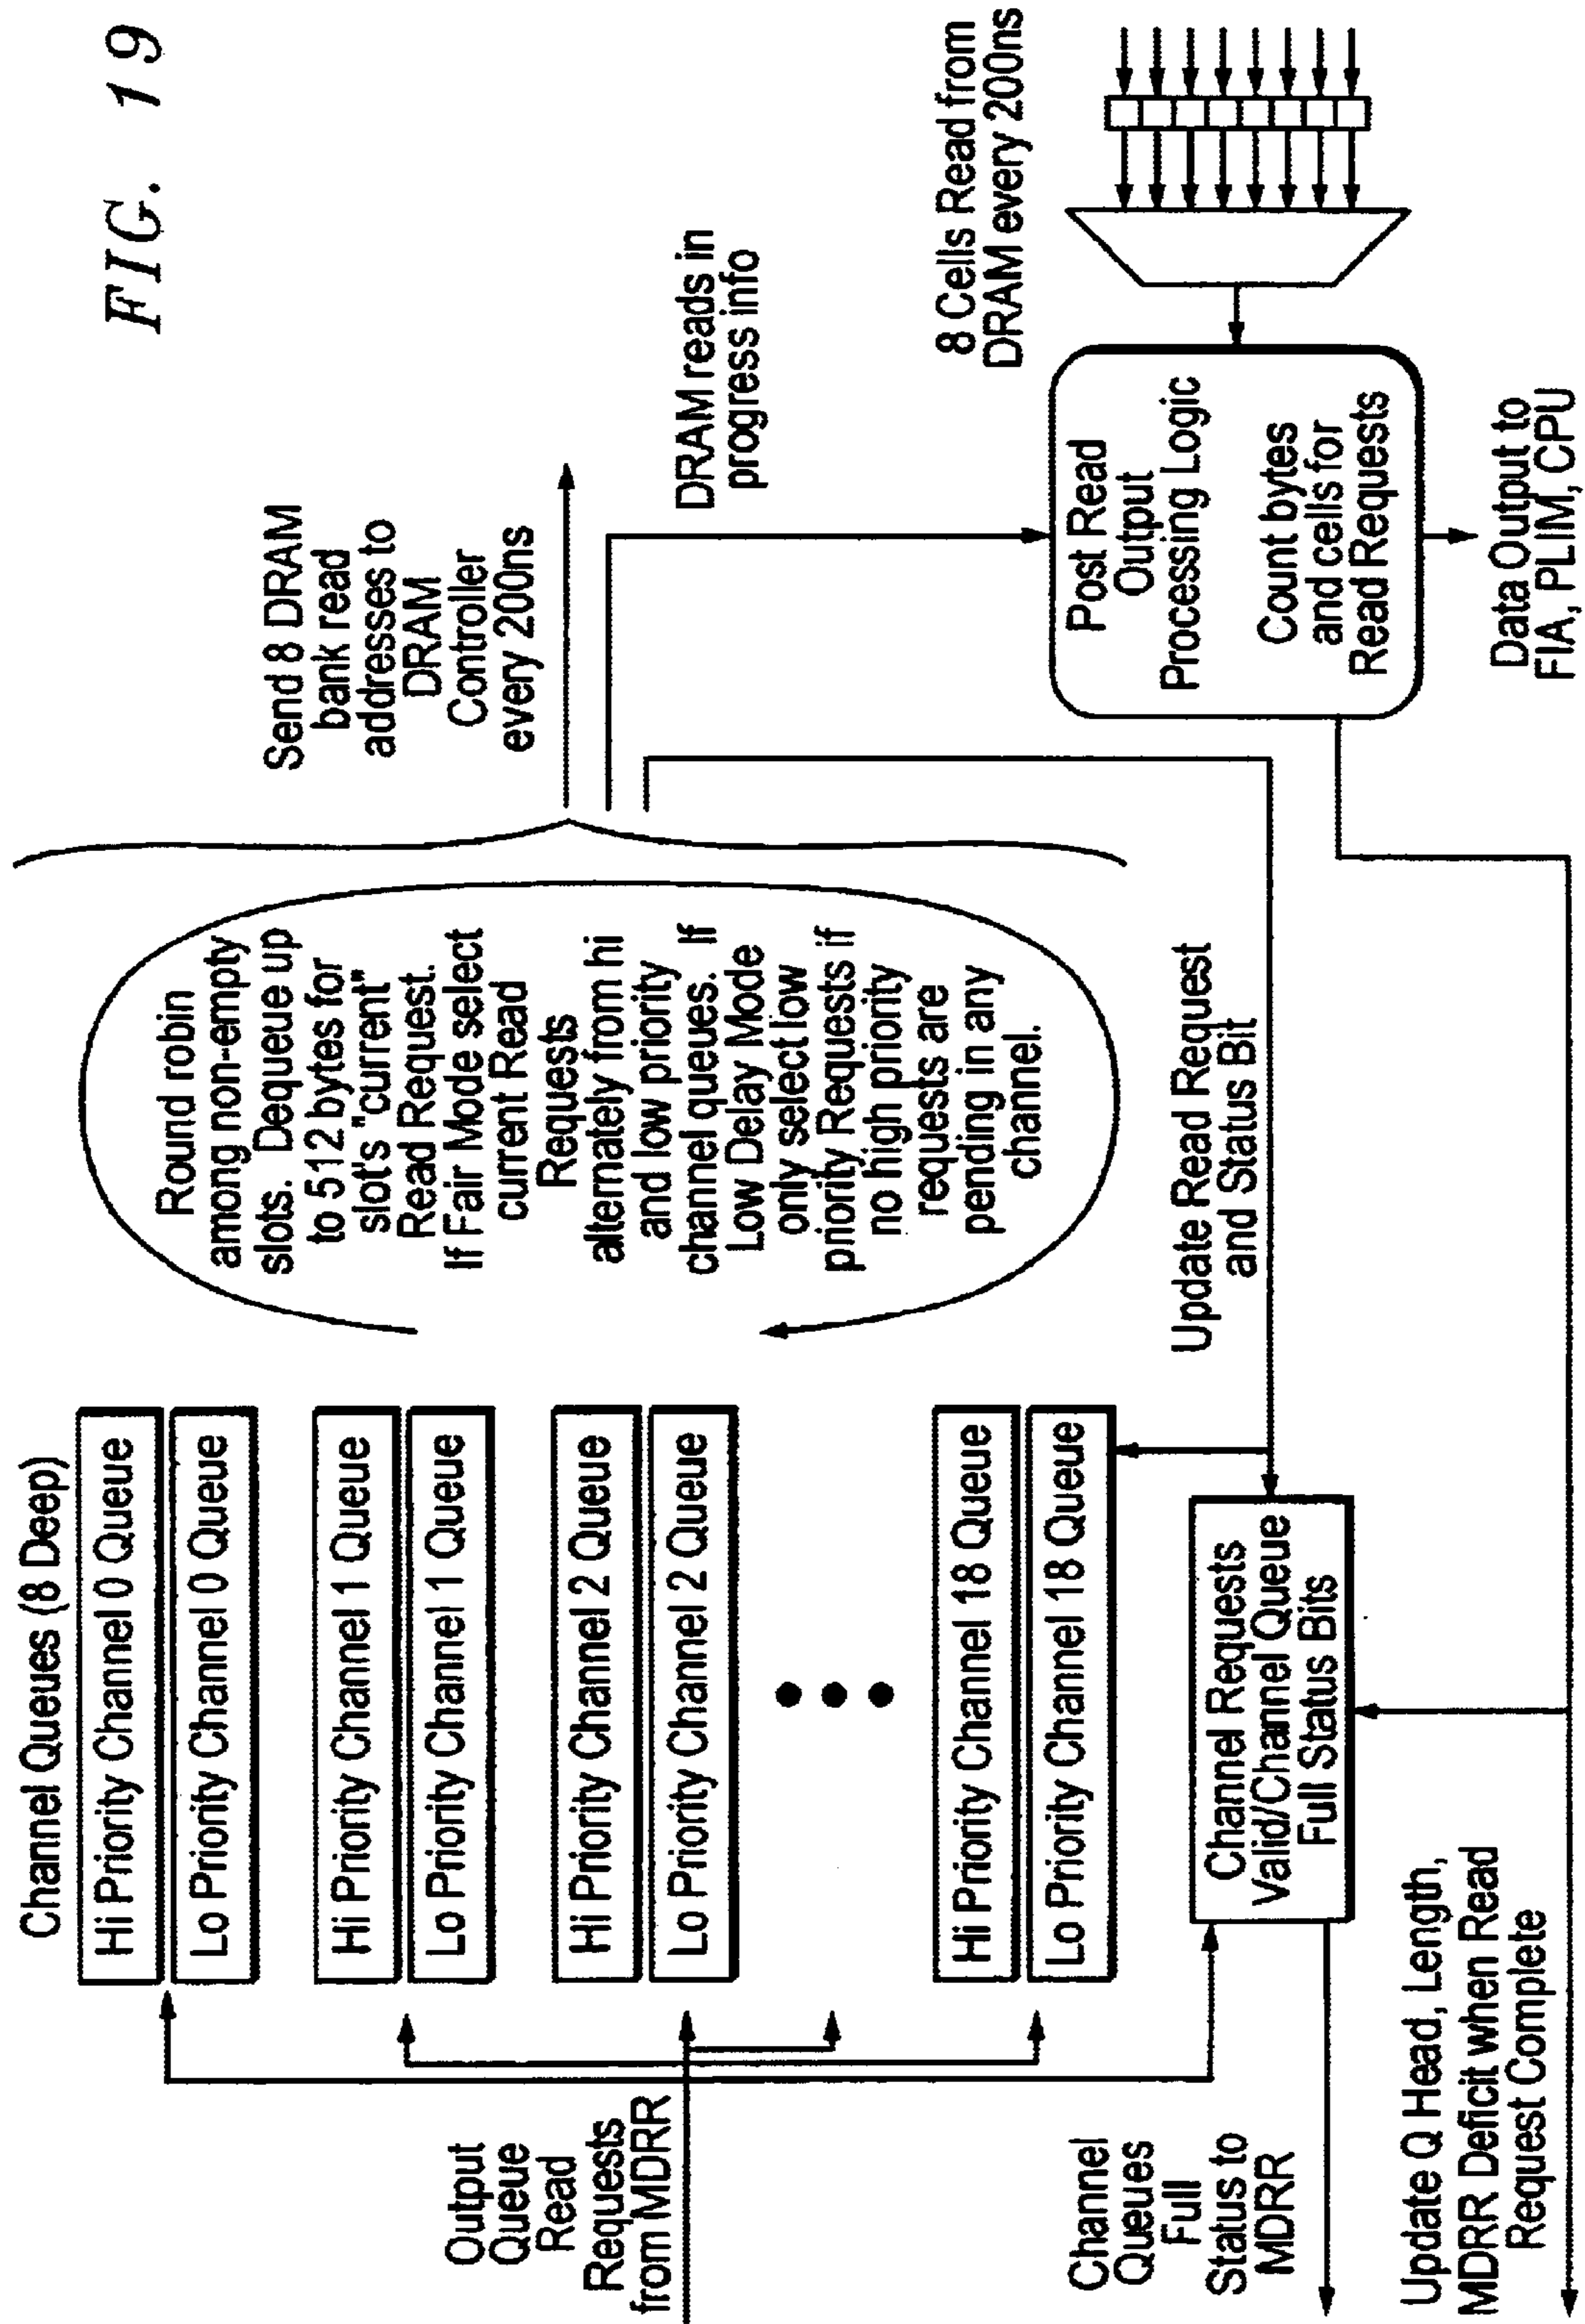 FIG. 19
Channel Queues (8 Deep)
Hi Priority Channel 0 Queue
Lo Priority Channel 0 Queue
Hi Priority Channel 1 Queue
Lo Priority Channel 1 Queue
Hi Priority Channel 2 Queue
Lo Priority Channel 2 Queue
Hi Priority Channel 18 Queue
Lo Priority Channel 18 Queue
Output
Queue
Read
Requests
from MDRR
Channel
Queues
Full
Status to
MDRR
Channel Requests
Valid/Channel Queue
Full Status Bits
Update Q Head, Length,
MDRR Deficit when Read
Request Complete
Round robin
among non-empty
slots. Dequeue up
to 512 bytes for
slot's "current"
Read Request.
If Fair Mode select
current Read
Requests
alternately from hi
and low priority
channel queues. If
Low Delay Mode
only select low
priority Requests if
no high priority
requests are
pending in any
channel.
Update Read Request
and Status Bit
Send 8 DRAM
bank read
addresses to
DRAM
Controller
every 200ns
DRAM reads in
progress info
8 Cells Read from
DRAM every 200ns
Post Read
Output
Processing Logic
Count bytes
and cells for
Read Requests
Data Output to
FIA, PLIM, CPU